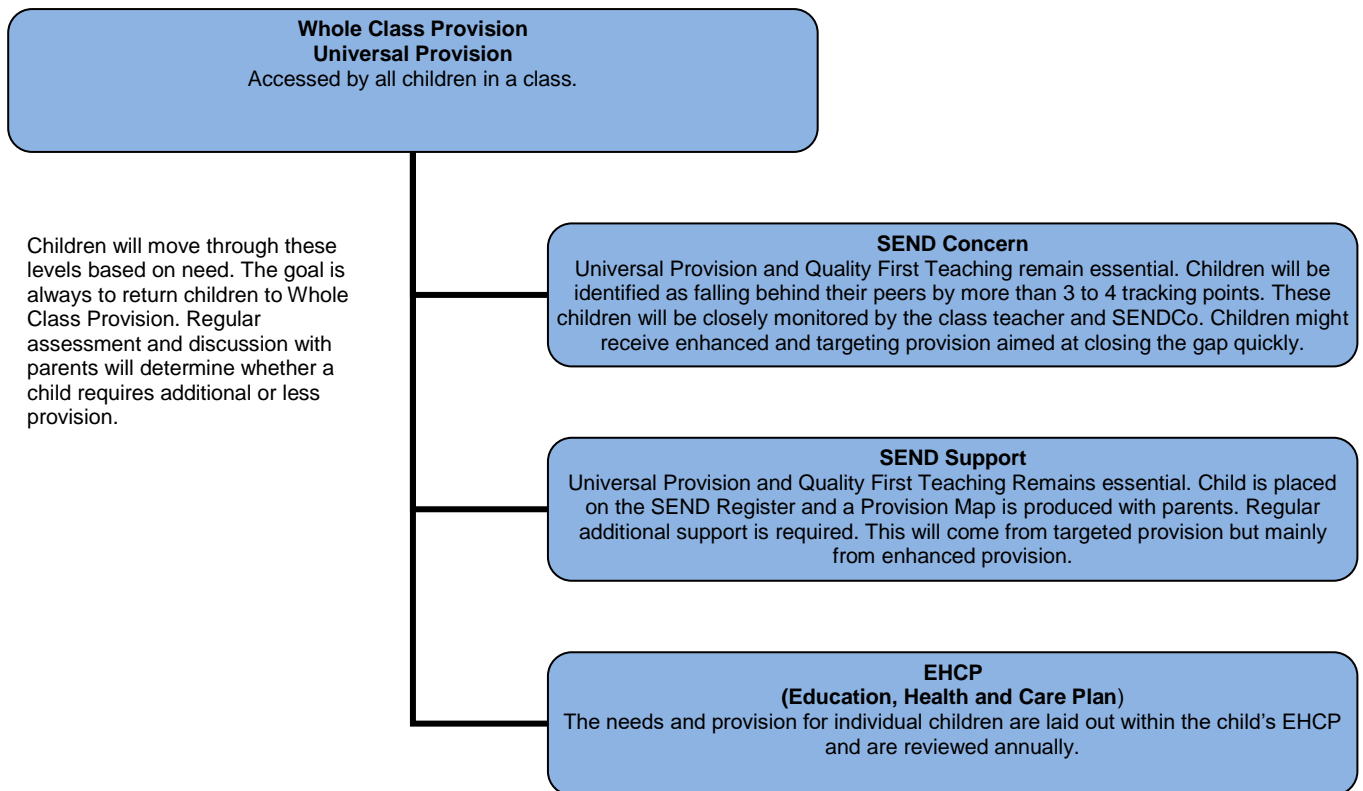 Whole Class Provision
Universal Provision
Accessed by all children in a class.
Children will move through these
levels based on need. The goal is
always to return children to Whole
Class Provision. Regular
assessment and discussion with
parents will determine whether a
child requires additional or less
provision.
SEND Concern
Universal Provision and Quality First Teaching remain essential. Children will be
identified as falling behind their peers by more than 3 to 4 tracking points. These
children will be closely monitored by the class teacher and SENDCo. Children might
receive enhanced and targeting provision aimed at closing the gap quickly.
SEND Support
Universal Provision and Quality First Teaching Remains essential. Child is placed
on the SEND Register and a Provision Map is produced with parents. Regular
additional support is required. This will come from targeted provision but mainly
from enhanced provision.
EHCP
(Education, Health and Care Plan)
The needs and provision for individual children are laid out within the child’s EHCP
and are reviewed annually.